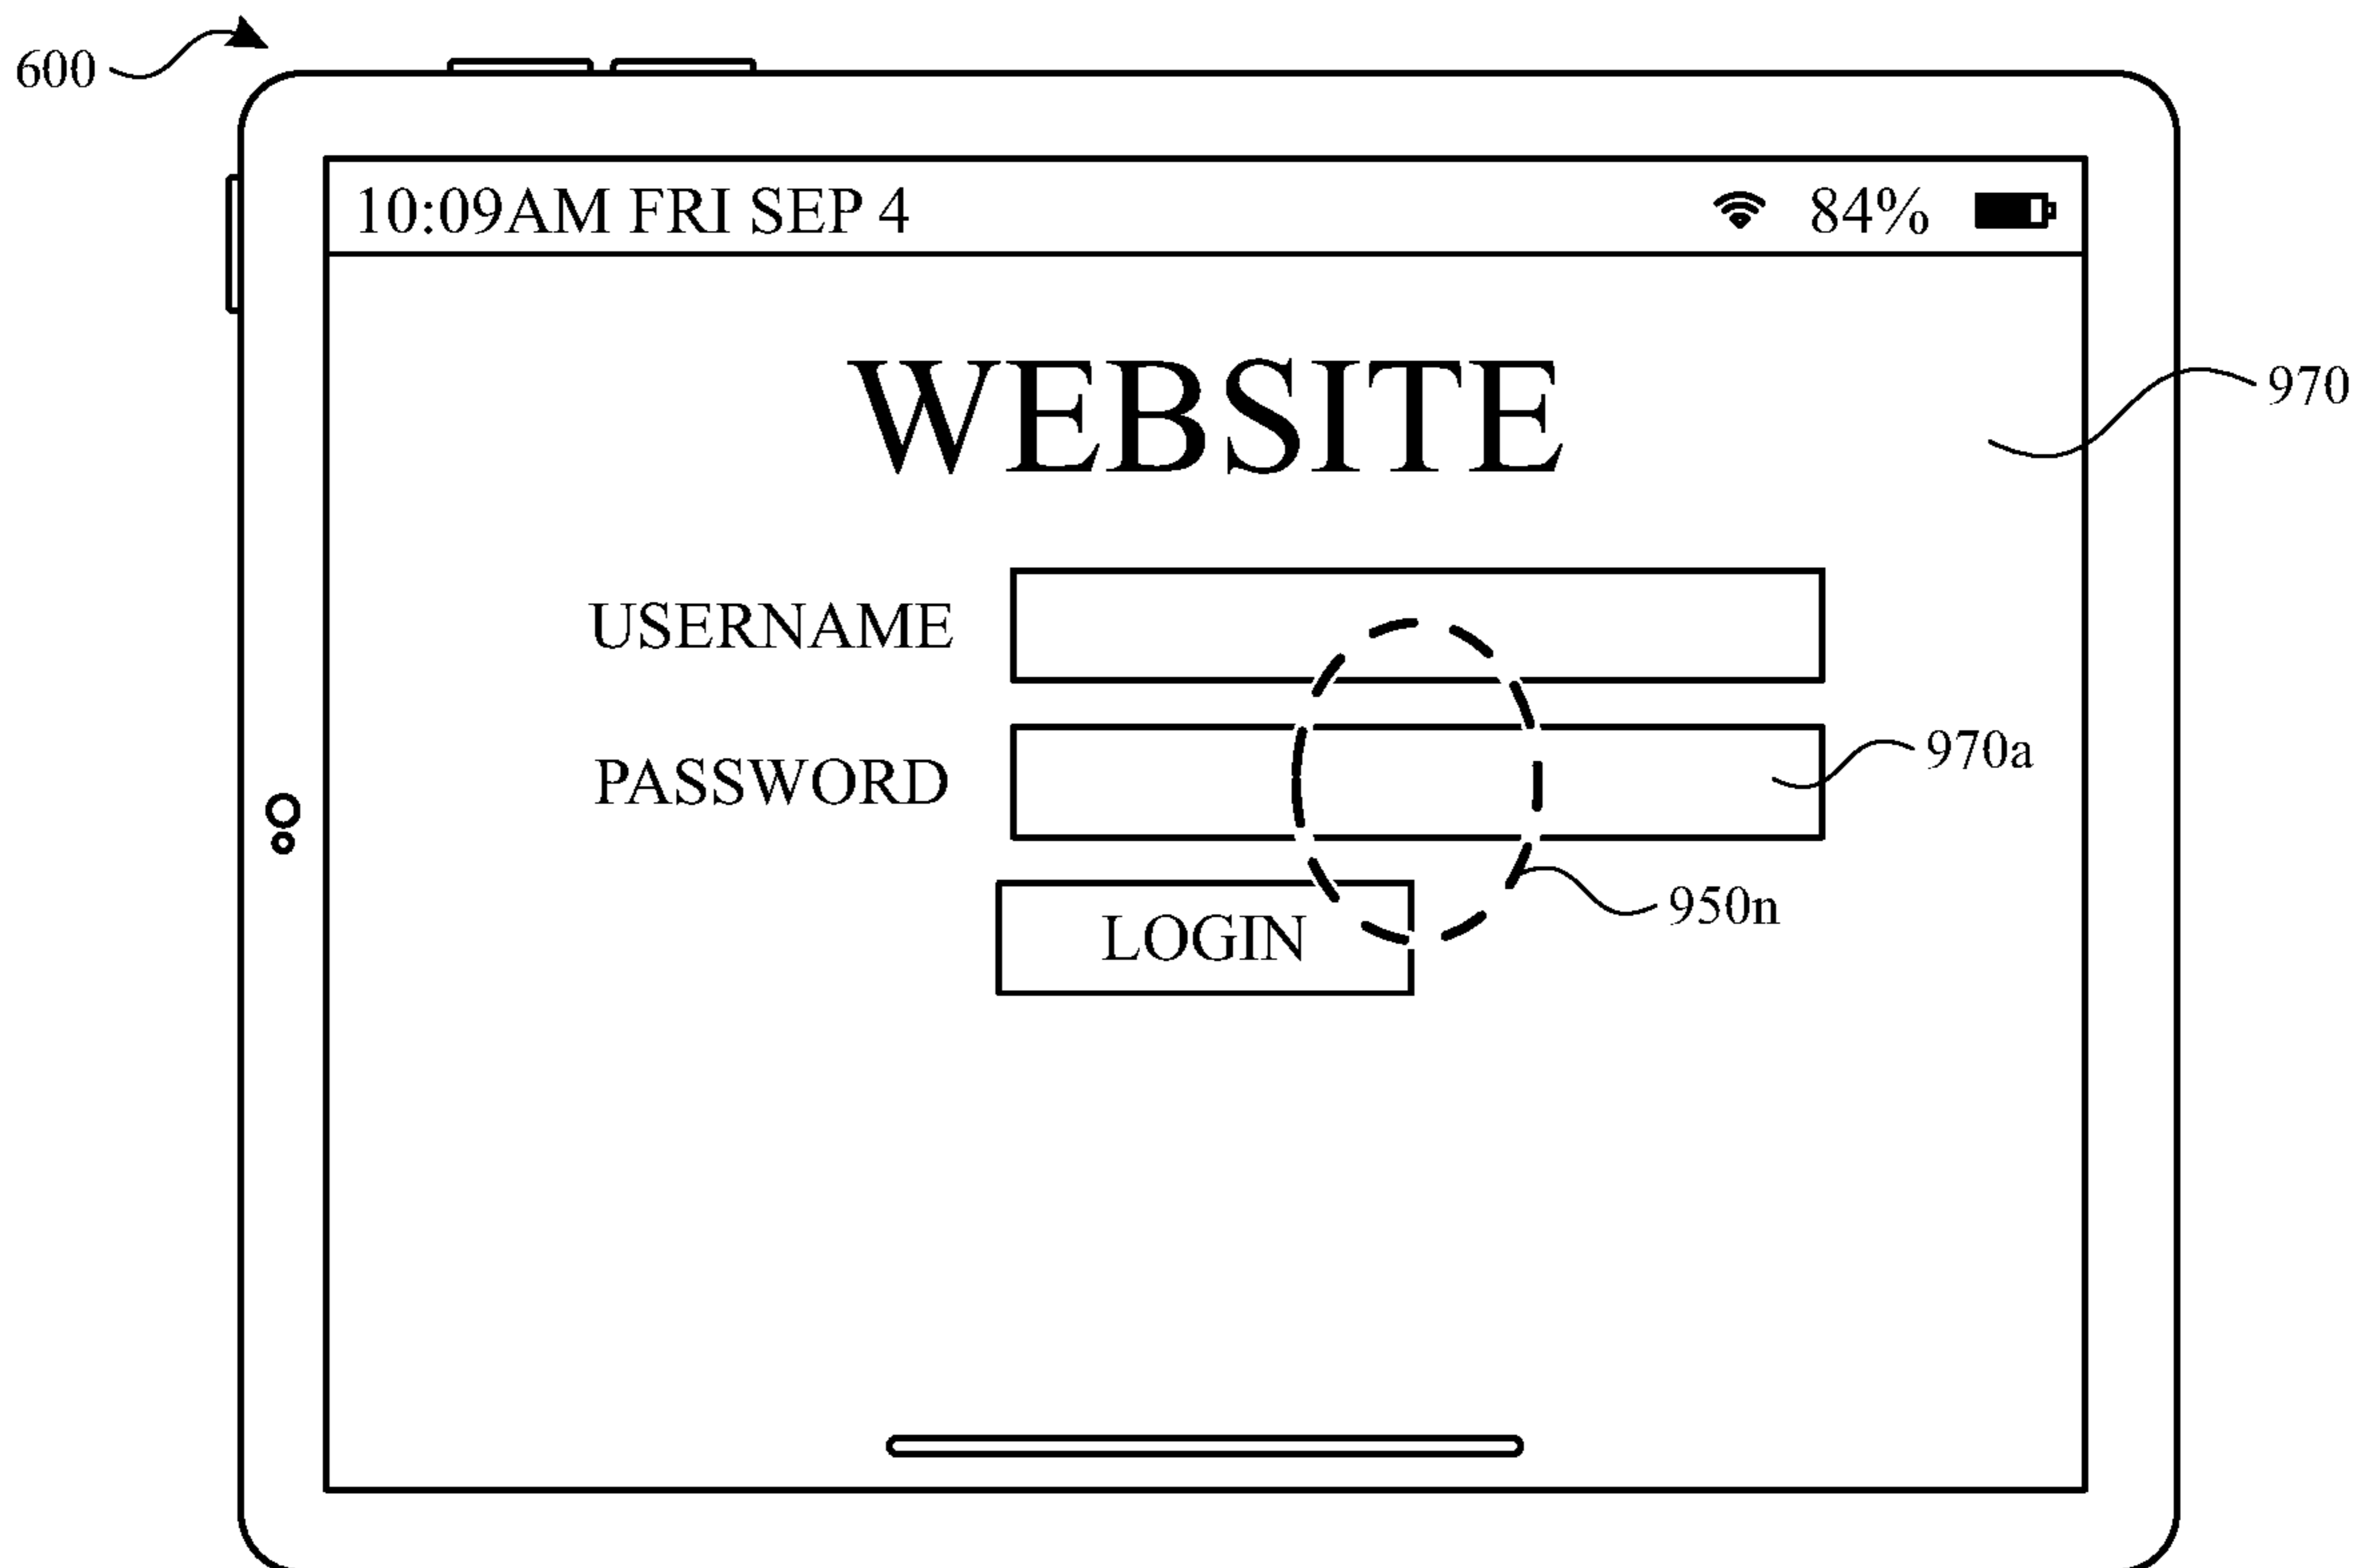 600
10:09AM FRI SEP 4 84%
WEBSITE
970
USERNAME
PASSWORD
970a
950n
LOGIN